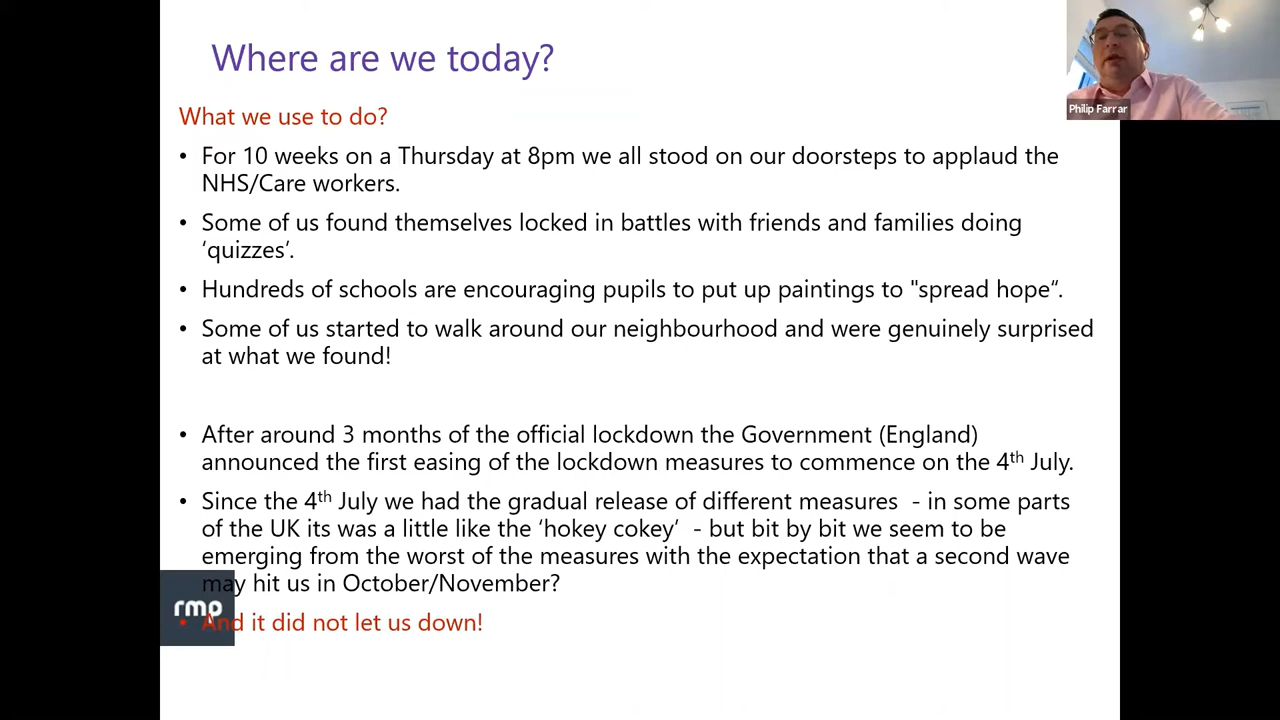 Where are we today?
Philip Farrar
What we use to do?
• For 10 weeks on a Thursday at 8pm we all stood on our doorsteps to applaud the
NHS/Care workers.
• Some of us found themselves locked in battles with friends and families doing
‘quizzes’.
• Hundreds of schools are encouraging pupils to put up paintings to "spread hope“.
• Some of us started to walk around our neighbourhood and were genuinely surprised
at what we found!
• After around 3 months of the official lockdown the Government (England)
announced the first easing of the lockdown measures to commence on the 4th July.
• Since the 4th July we had the gradual release of different measures - in some parts
of the UK its was a little like the ‘hokey cokey’ - but bit by bit we seem to be
emerging from the worst of the measures with the expectation that a second wave
may hit us in October/November?
rmp
• And it did not let us down!